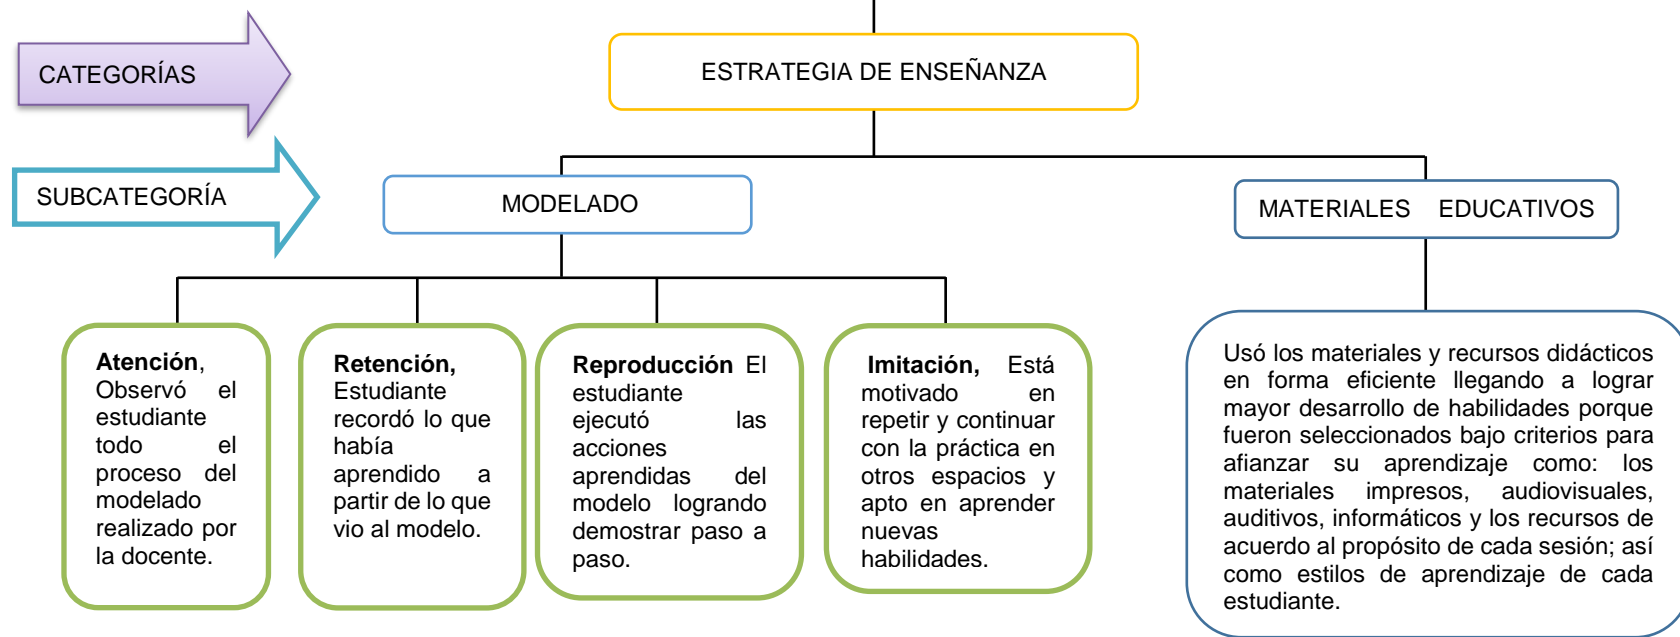 CATEGORÍAS
ESTRATEGIA DE ENSEÑANZA
SUBCATEGORÍA
MODELADO
MATERIALES EDUCATIVOS
Atención,
Observó el
estudiante
todo el
proceso del
modelado
realizado por
la docente.
Retención,
Estudiante
recordó lo que
había
aprendido a
partir de lo que
vio al modelo.
Reproducción El
estudiante
ejecutó las
acciones
aprendidas del
modelo logrando
demostrar paso a
paso.
Imitación, Está
motivado en
repetir y continuar
con la práctica en
otros espacios y
apto en aprender
nuevas
habilidades.
Usó los materiales y recursos didácticos
en forma eficiente llegando a lograr
mayor desarrollo de habilidades porque
fueron seleccionados bajo criterios para
afianzar su aprendizaje como: los
materiales impresos, audiovisuales,
auditivos, informáticos y los recursos de
acuerdo al propósito de cada sesión; así
como estilos de aprendizaje de cada
estudiante.